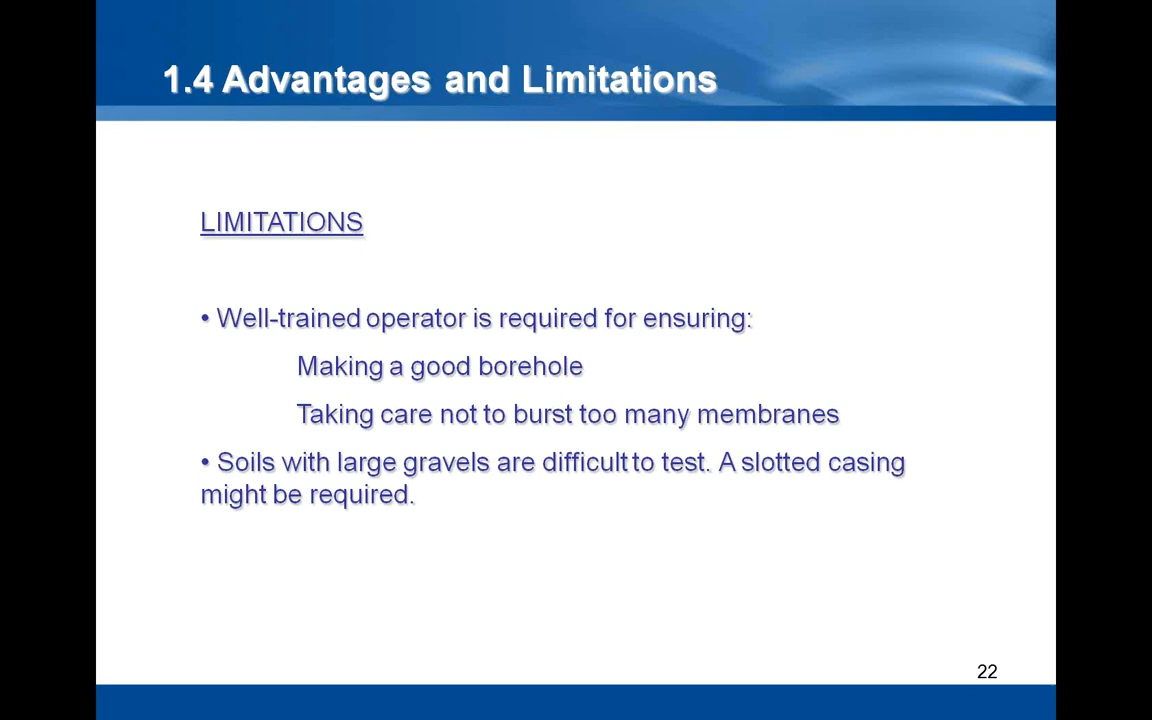 1.4 Advantages and Limitations
LIMITATIONS
• Well-trained operator is required for ensuring:
Making a good borehole
Taking care not to burst too many membranes
• Soils with large gravels are difficult to test. A slotted casing
might be required.
22